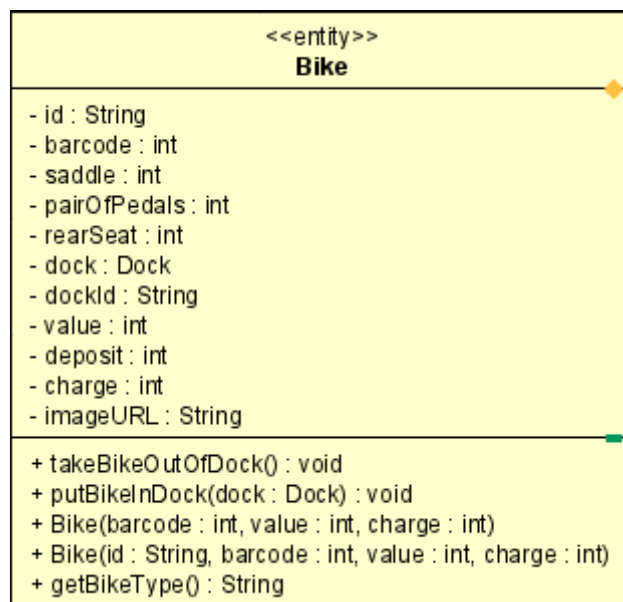 <<entity>>
Bike
- id : String
- barcode : int
- saddle : int
- pairOfPedals : int
- rearSeat : int
- dock : Dock
- dockId : String
- value : int
- deposit : int
- charge : int
- imageURL : String
+ takeBikeOutOfDock() : void
+ putBikeInDock(dock : Dock) : void
+ Bike(barcode : int, value : int, charge : int)
+ Bike(id : String, barcode : int, value : int, charge : int)
+ getBikeType() : String